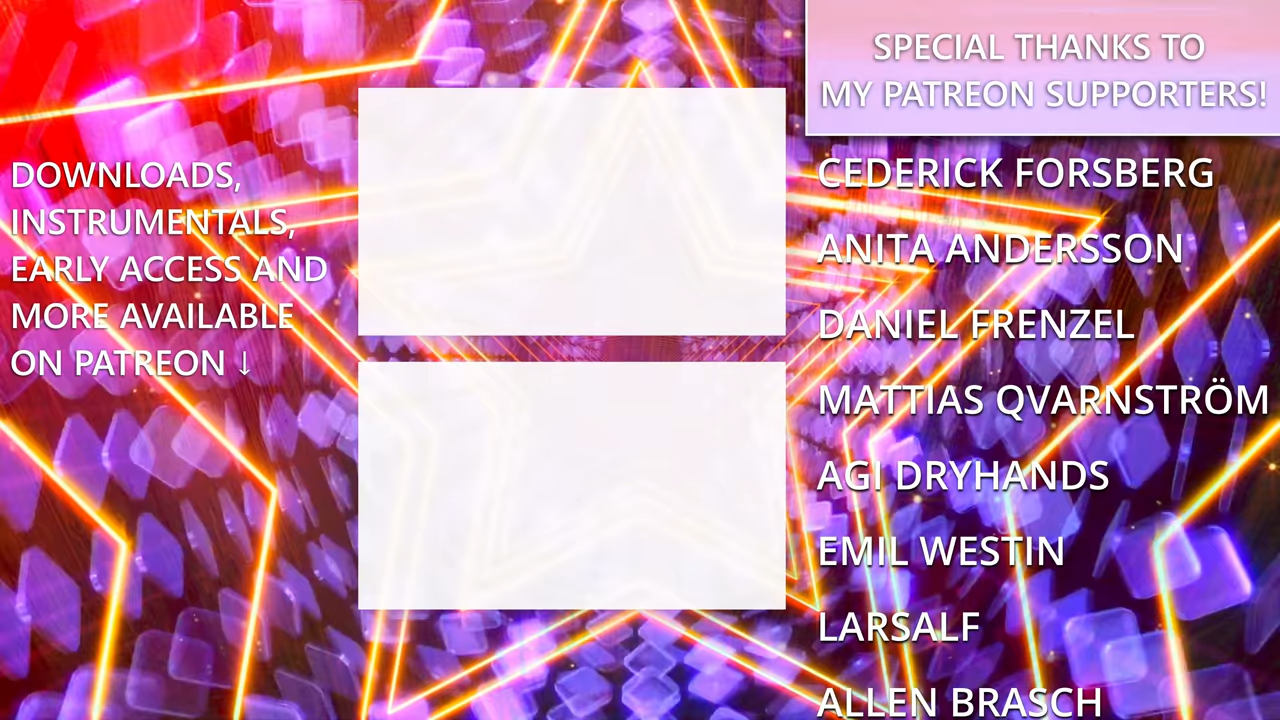 DOWNLOADS,
INSTRUMENTALS,
EARLY ACCESS AND
MORE AVAILABLE
ON PATREON ↓
SPECIAL THANKS TO
MY PATREON SUPPORTERS!
CEDERICK FORSBERG
ANITA ANDERSSON
DANIEL FRENZEL
MATTIAS QVARNSTRÖM
AGI DRYHANDS
EMIL WESTIN
LARSALF
ALLEN BRASCH